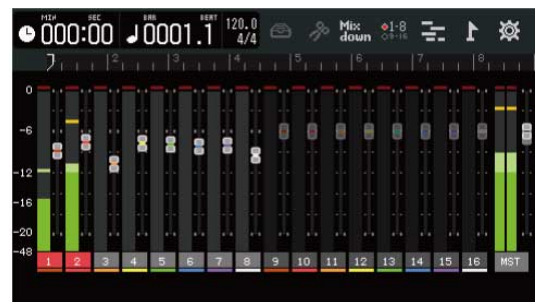 MIN SEC BAR BEAT
000:00 0001.1 120.0 4/4 Mix down 1-8 9-16
2 3 4 5 6 7 8
0
-6
-12
-16
-20
-48
1 2 3 4 5 6 7 8 9 10 11 12 13 14 15 16 MST